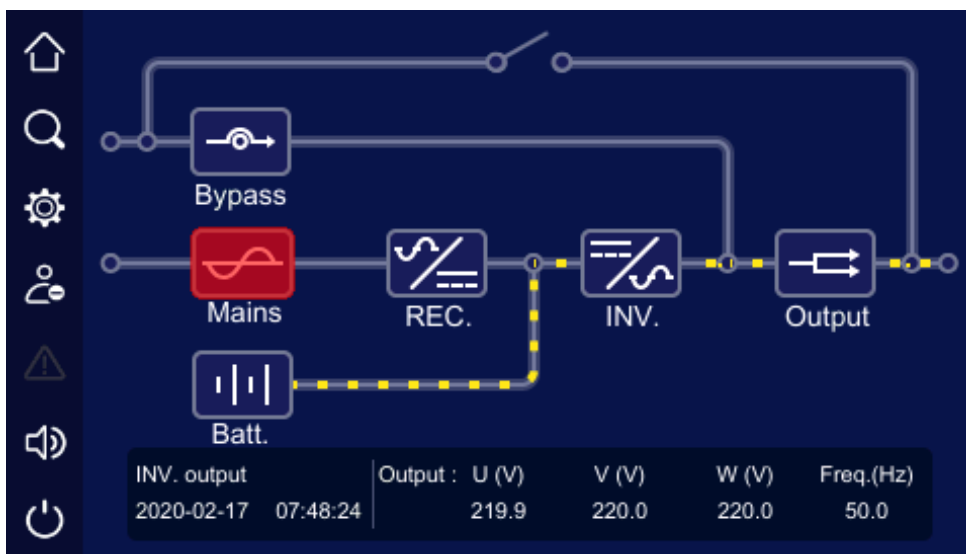 Bypass
Mains
REC.
INV.
Output
Batt.
INV. output
2020-02-17 07:48:24
Output : U (V) V (V) W (V) Freq.(Hz)
219.9 220.0 220.0 50.0